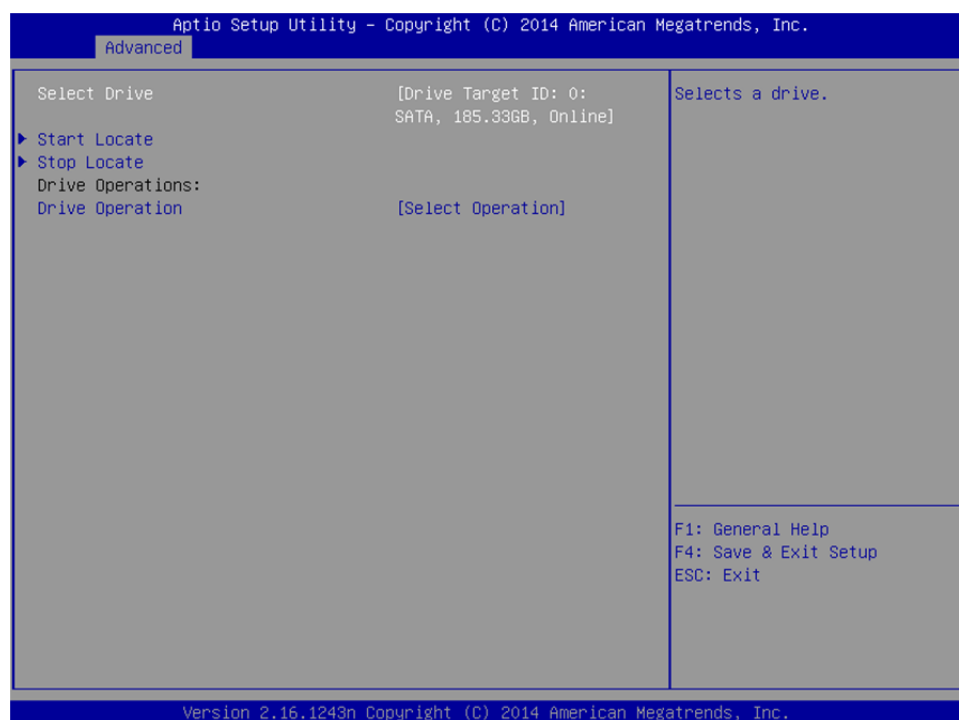 Aptio Setup Utility – Copyright (C) 2014 American Megatrends, Inc.
Advanced
Select Drive [Drive Target ID: 0:
SATA, 185.33GB, Online]
Start Locate
Stop Locate
Drive Operations:
Drive Operation [Select Operation]
Selects a drive.
F1: General Help
F4: Save & Exit Setup
ESC: Exit
Version 2.16.1243n Copyright (C) 2014 American Megatrends, Inc.